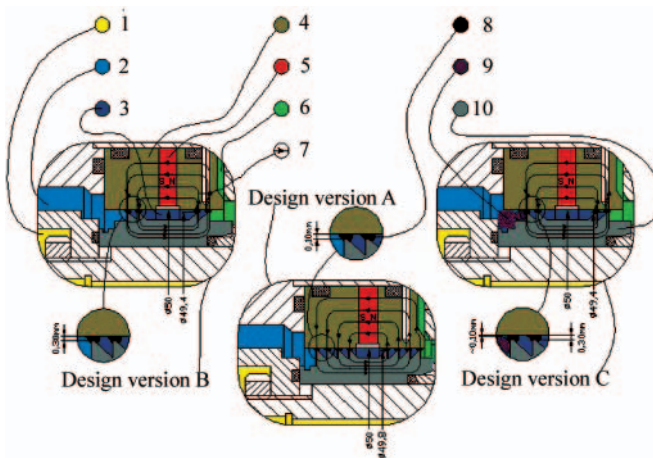 1 4 8
2 5 9
3 6 10
7
Design version A
S N
S N
0,10mm
ø50
ø49.4
ø50
ø49.4
0,30mm
Design version B
S N
-0,10mm
0,30mm
Design version C
ø50
ø49.8